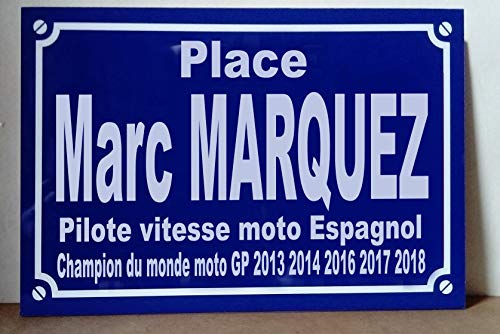 Place
Marc MARQUEZ
Pilote vitesse moto Espagnol
Champion du monde moto GP 2013 2014 2016 2017 2018